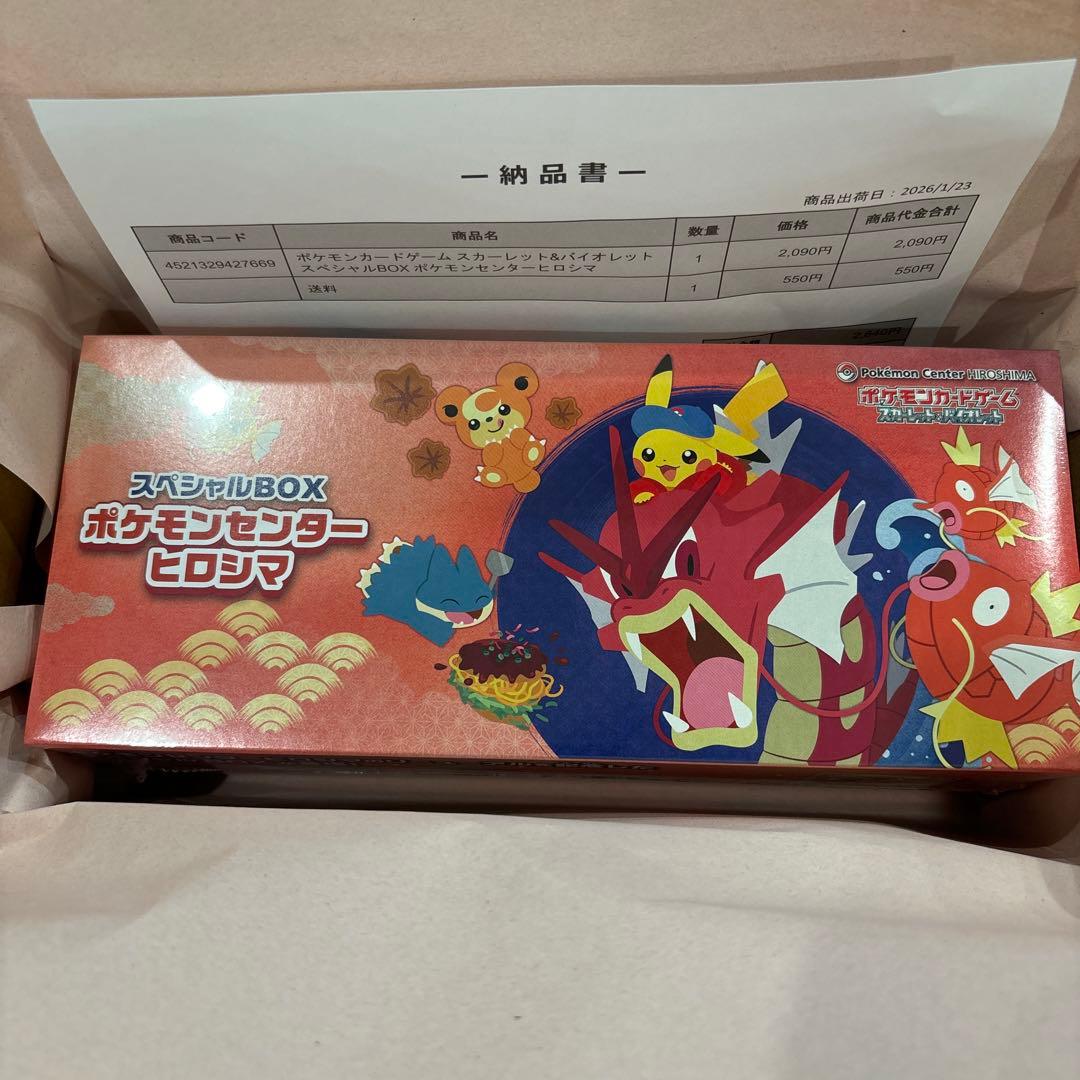 ー納品書ー
商品出荷日:2026/1/23
商品コード 商品名 数量 価格 商品代金合計
4521329427669 ポケモンカードゲーム スカーレット&バイオレット 1 2,090円 2,090円
スペシャルBOX ポケモンセンターヒロシマ
送料 1 550円 550円
2,640円
Pokémon Center HIROSHIMA
ポケモンカードゲーム
スカーレット&バイオレット
スペシャルBOX
ポケモンセンター
ヒロシマ